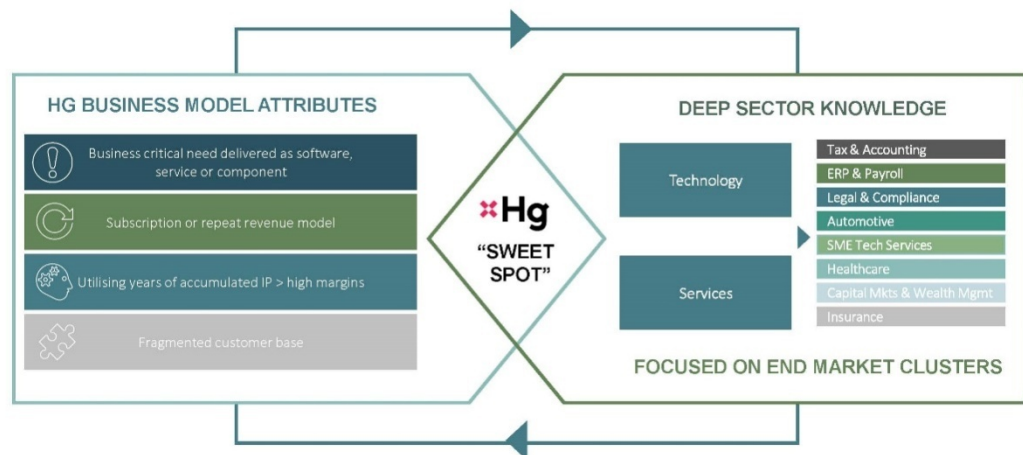 HG BUSINESS MODEL ATTRIBUTES
Business critical need delivered as software,
service or component
Subscription or repeat revenue model
Utilising years of accumulated IP > high margins
Fragmented customer base
Hg
“SWEET
SPOT”
DEEP SECTOR KNOWLEDGE
Technology
Services
Tax & Accounting
ERP & Payroll
Legal & Compliance
Automotive
SME Tech Services
Healthcare
Capital Mkts & Wealth Mgmt
Insurance
FOCUSED ON END MARKET CLUSTERS